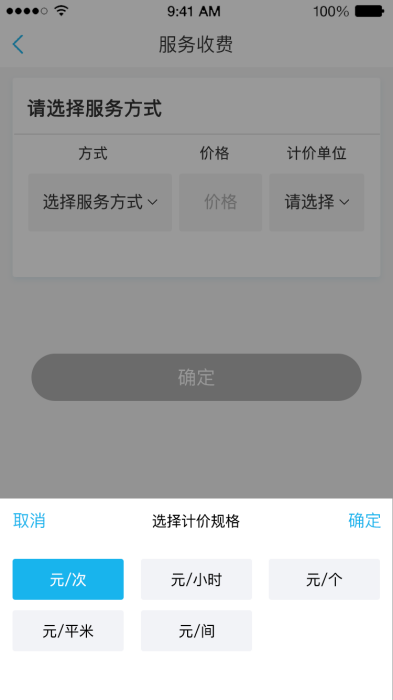 9:41 AM 100%
服务收费
请选择服务方式
方式 价格 计价单位
选择服务方式 价格 请选择
确定
取消 选择计价规格 确定
元/次 元/小时 元/个
元/平米 元/间